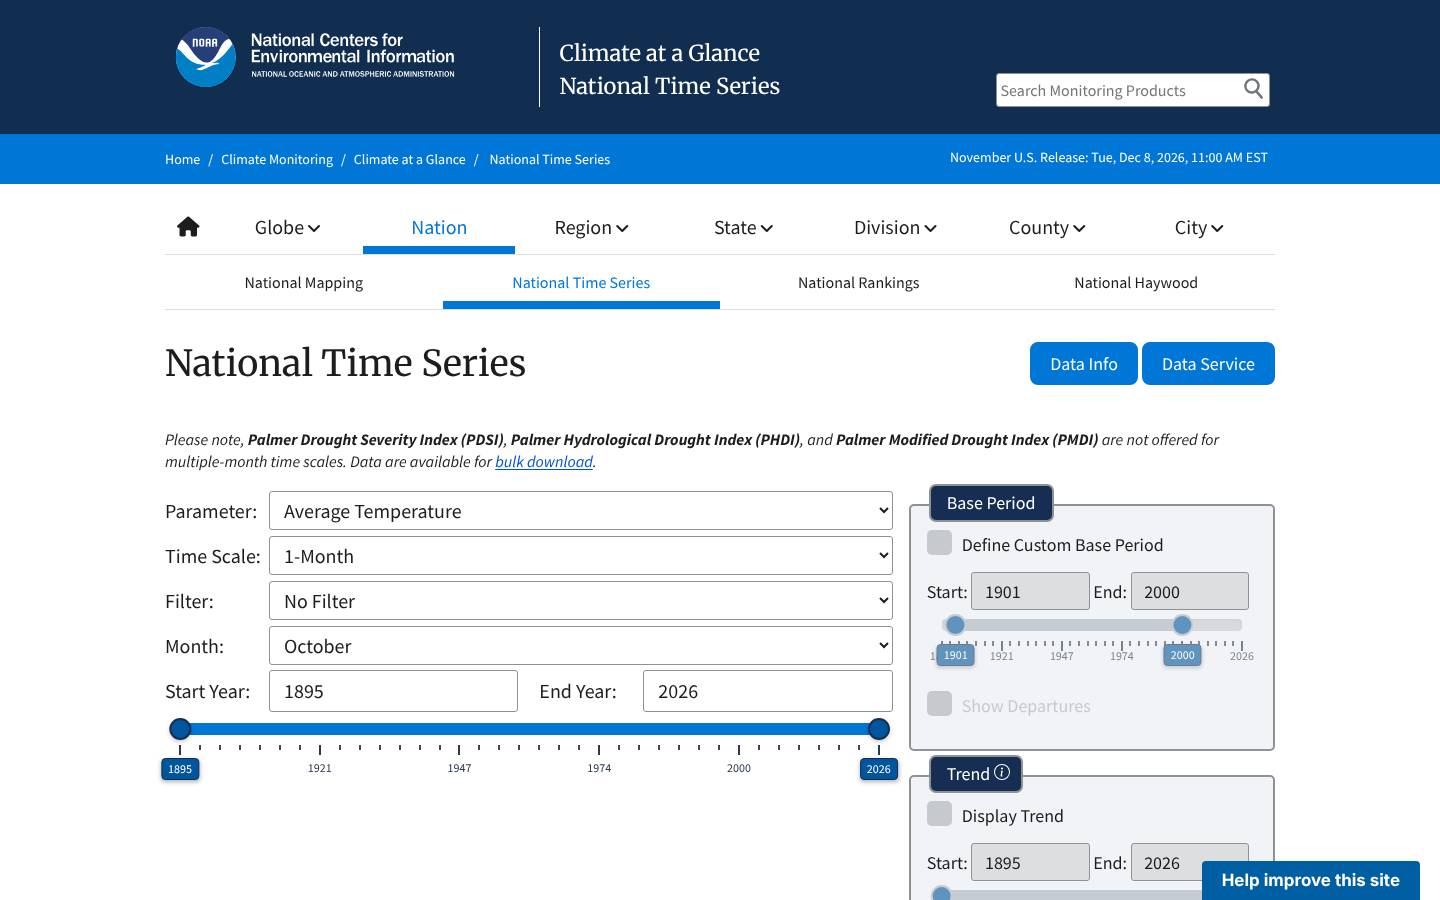 NOAA
National Centers for
Environmental Information
NATIONAL OCEANIC AND ATMOSPHERIC ADMINISTRATION
Climate at a Glance
National Time Series
Search Monitoring Products
Home / Climate Monitoring / Climate at a Glance / National Time Series
November U.S. Release: Tue, Dec 8, 2026, 11:00 AM EST
Globe Nation Region State Division County City
National Mapping National Time Series National Rankings National Haywood
National Time Series
Data Info Data Service
Please note, Palmer Drought Severity Index (PDSI), Palmer Hydrological Drought Index (PHDI), and Palmer Modified Drought Index (PMDI) are not offered for
multiple-month time scales. Data are available for bulk download.
Parameter: Average Temperature
Time Scale: 1-Month
Filter: No Filter
Month: October
Start Year: 1895 End Year: 2026
1895 1921 1947 1974 2000 2026
Base Period
Define Custom Base Period
Start: 1901 End: 2000
1901 1921 1947 1974 2000 2026
Show Departures
Trend
Display Trend
Start: 1895 End: 2026
Help improve this site